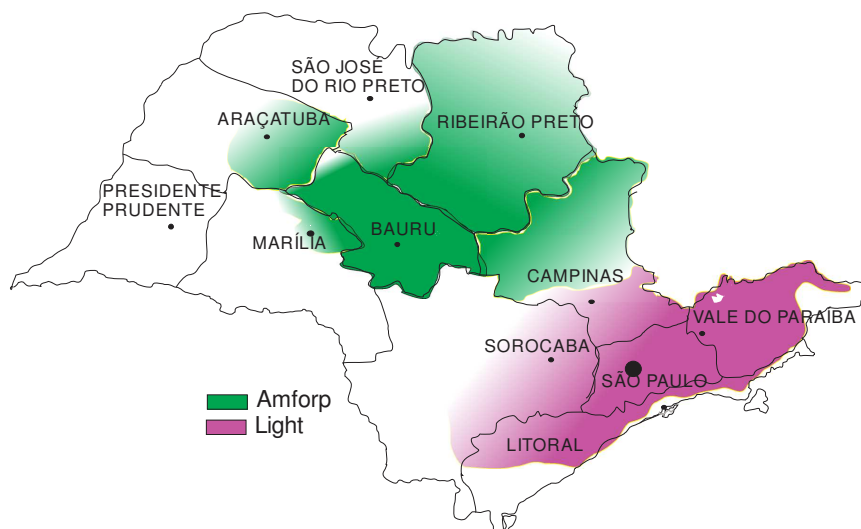 SÃO JOSÉ
DO RIO PRETO
ARAÇATUBA
RIBEIRÃO PRETO
PRESIDENTE
PRUDENTE
MARÍLIA
BAURU
CAMPINAS
VALE DO PARAÍBA
SOROCABA
SÃO PAULO
LITORAL
Amforp
Light